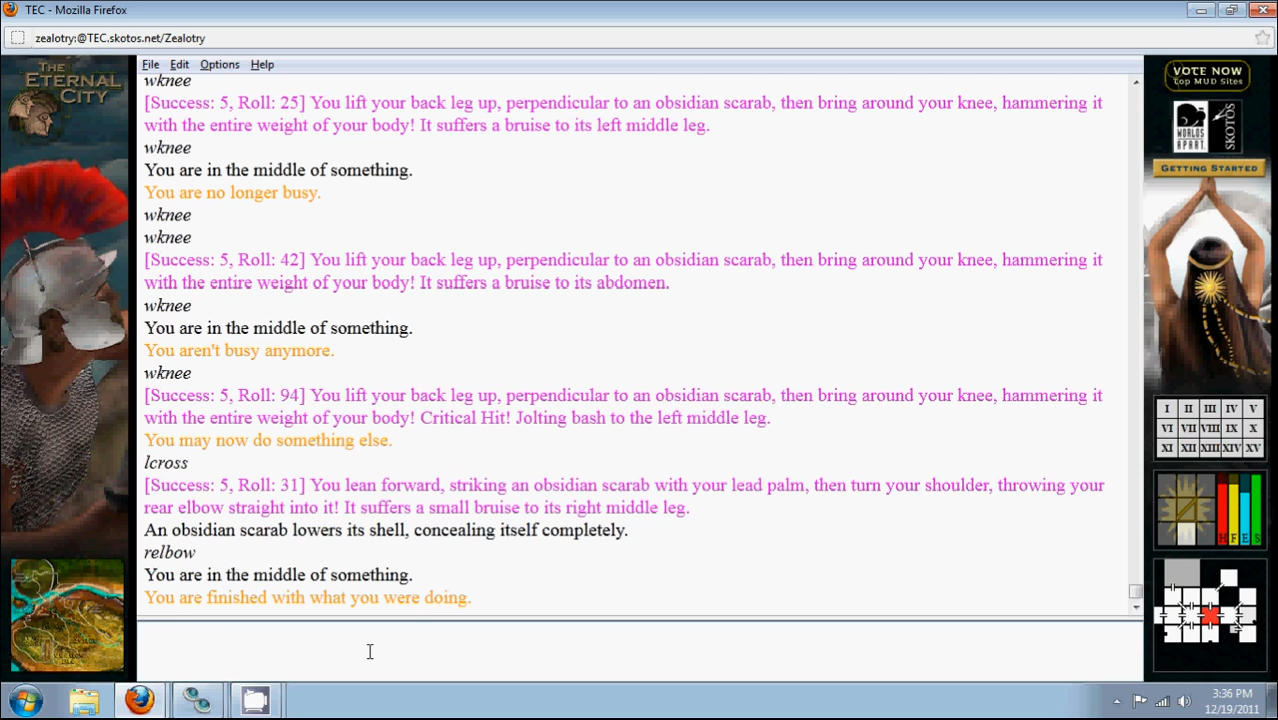 TEC - Mozilla Firefox
zealotry:@TEC.skotos.net/Zealotry
THE
ETERNAL
CITY
File Edit Options Help
wknee
[Success: 5, Roll: 25] You lift your back leg up, perpendicular to an obsidian scarab, then bring around your knee, hammering it
with the entire weight of your body! It suffers a bruise to its left middle leg.
wknee
You are in the middle of something.
You are no longer busy.
wknee
wknee
[Success: 5, Roll: 42] You lift your back leg up, perpendicular to an obsidian scarab, then bring around your knee, hammering it
with the entire weight of your body! It suffers a bruise to its abdomen.
wknee
You are in the middle of something.
You aren't busy anymore.
wknee
[Success: 5, Roll: 94] You lift your back leg up, perpendicular to an obsidian scarab, then bring around your knee, hammering it
with the entire weight of your body! Critical Hit! Jolting bash to the left middle leg.
You may now do something else.
lcross
[Success: 5, Roll: 31] You lean forward, striking an obsidian scarab with your lead palm, then turn your shoulder, throwing your
rear elbow straight into it! It suffers a small bruise to its right middle leg.
An obsidian scarab lowers its shell, concealing itself completely.
relbow
You are in the middle of something.
You are finished with what you were doing.
VOTE NOW
Top MUD Sites
WORLDS
APART
SKOTOS
GETTING STARTED
I II III IV V
VI VII VIII IX X
XI XII XIII XIV XV
H F E S
3:36 PM
12/19/2011